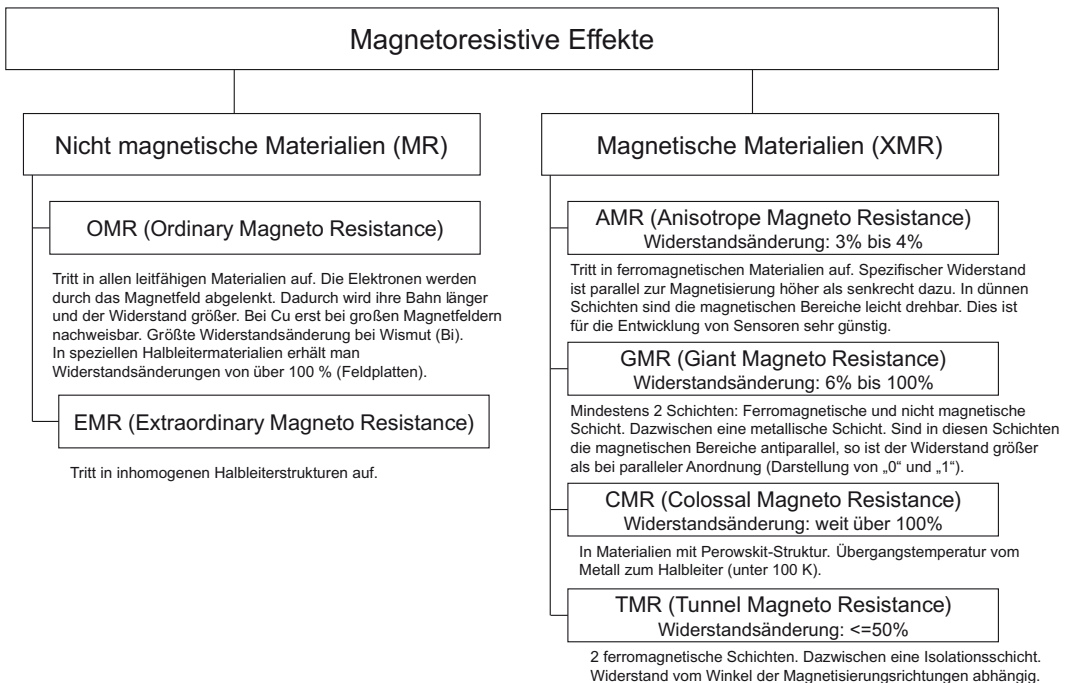 Magnetoresistive Effekte
Nicht magnetische Materialien (MR)
OMR (Ordinary Magneto Resistance)
Tritt in allen leitfähigen Materialien auf. Die Elektronen werden
durch das Magnetfeld abgelenkt. Dadurch wird ihre Bahn länger
und der Widerstand größer. Bei Cu erst bei großen Magnetfeldern
nachweisbar. Größte Widerstandsänderung bei Wismut (Bi).
In speziellen Halbleitermaterialien erhält man
Widerstandsänderungen von über 100 % (Feldplatten).
EMR (Extraordinary Magneto Resistance)
Tritt in inhomogenen Halbleiterstrukturen auf.
Magnetische Materialien (XMR)
AMR (Anisotrope Magneto Resistance)
Widerstandsänderung: 3% bis 4%
Tritt in ferromagnetischen Materialien auf. Spezifischer Widerstand
ist parallel zur Magnetisierung höher als senkrecht dazu. In dünnen
Schichten sind die magnetischen Bereiche leicht drehbar. Dies ist
für die Entwicklung von Sensoren sehr günstig.
GMR (Giant Magneto Resistance)
Widerstandsänderung: 6% bis 100%
Mindestens 2 Schichten: Ferromagnetische und nicht magnetische
Schicht. Dazwischen eine metallische Schicht. Sind in diesen Schichten
die magnetischen Bereiche antiparallel, so ist der Widerstand größer
als bei paralleler Anordnung (Darstellung von „0“ und „1“).
CMR (Colossal Magneto Resistance)
Widerstandsänderung: weit über 100%
In Materialien mit Perowskit-Struktur. Übergangstemperatur vom
Metall zum Halbleiter (unter 100 K).
TMR (Tunnel Magneto Resistance)
Widerstandsänderung: <=50%
2 ferromagnetische Schichten. Dazwischen eine Isolationsschicht.
Widerstand vom Winkel der Magnetisierungsrichtungen abhängig.